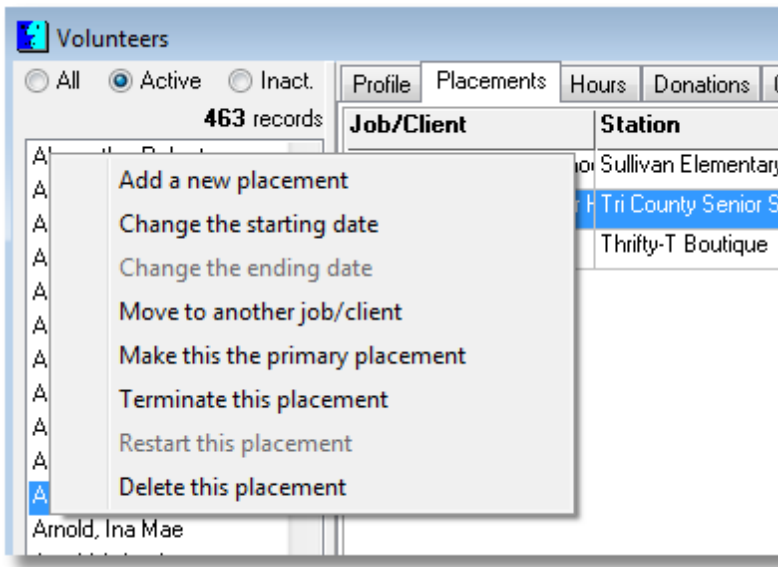 Volunteers
All Active Inact.
463 records
Profile Placements Hours Donations
Job/Client Station
Sullivan Elementary
Tri County Senior S
Thrifty-T Boutique
Add a new placement
Change the starting date
Change the ending date
Move to another job/client
Make this the primary placement
Terminate this placement
Restart this placement
Delete this placement
Arnold, Ina Mae